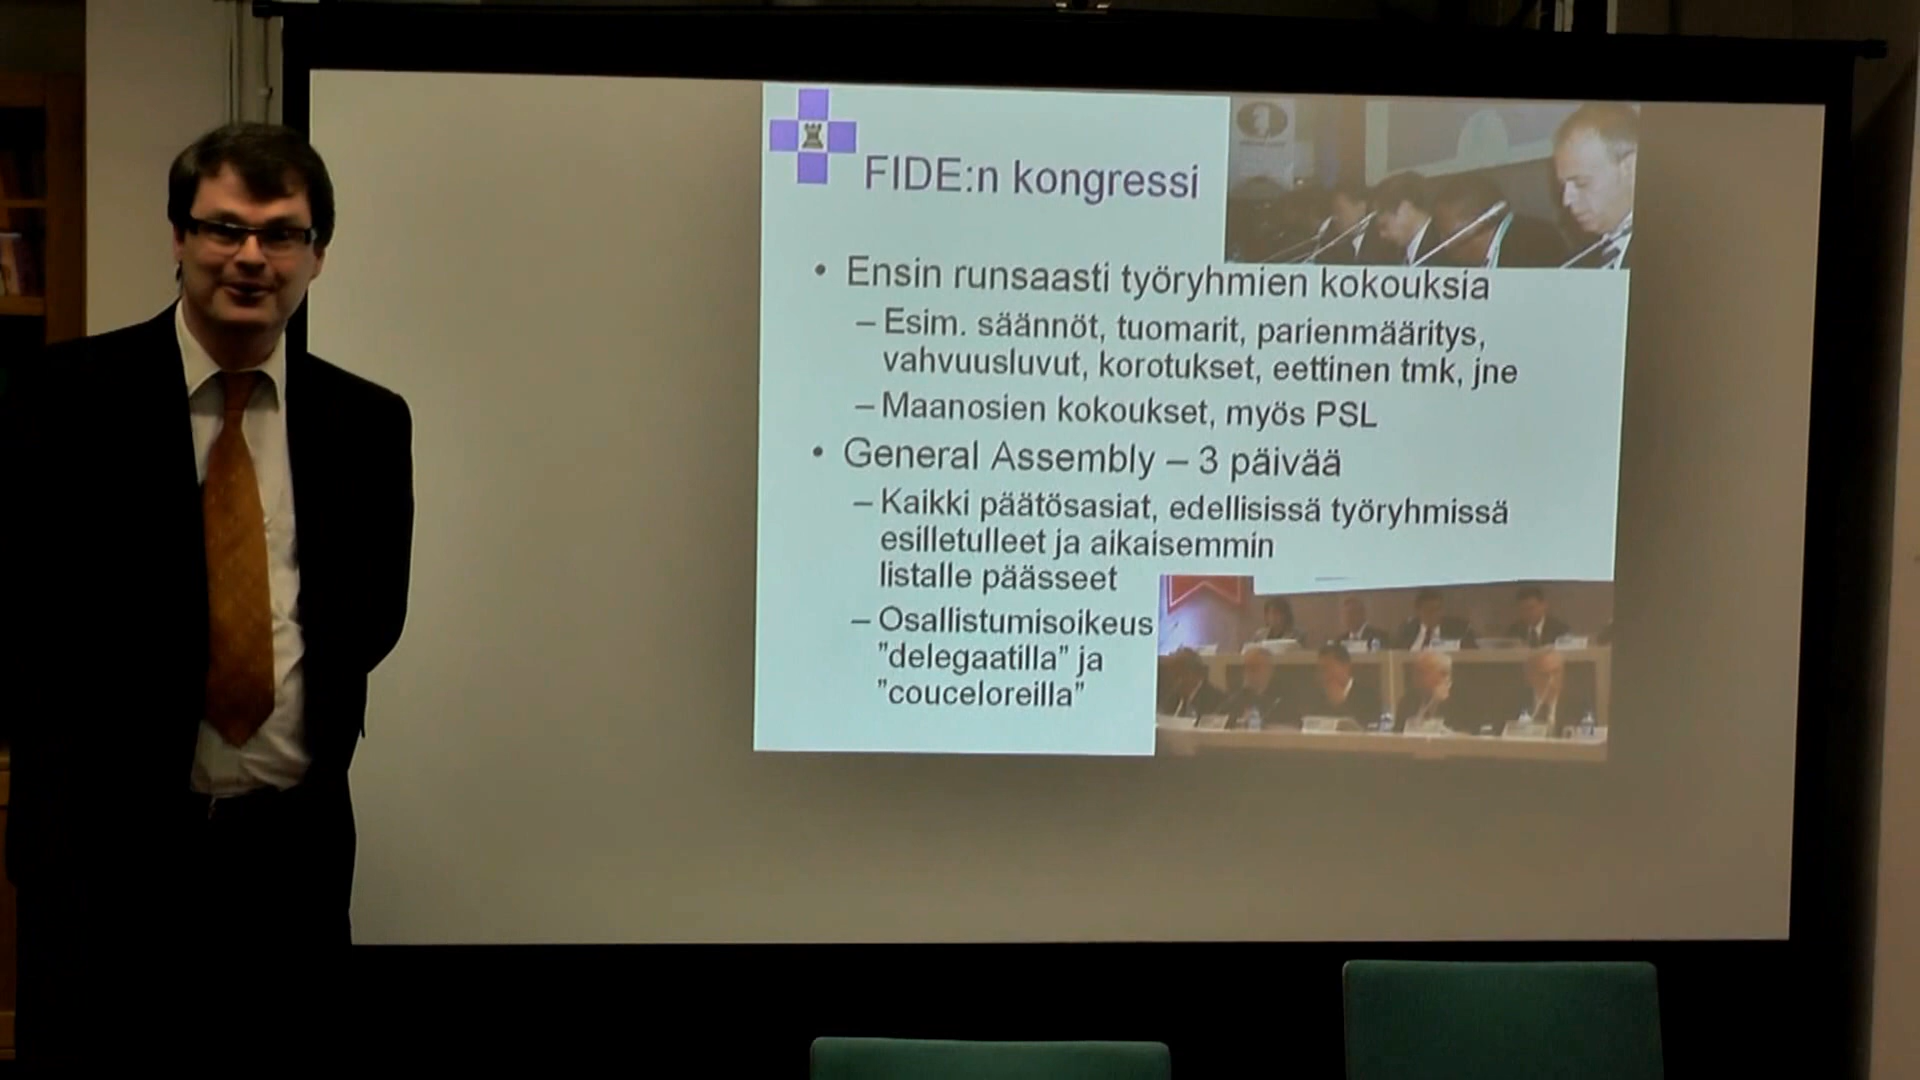 FIDE:n kongressi
• Ensin runsaasti työryhmien kokouksia
– Esim. säännöt, tuomarit, parienmääritys,
vahvuusluvut, korotukset, eettinen tmk, jne
– Maanosien kokoukset, myös PSL
• General Assembly – 3 päivää
– Kaikki päätösasiat, edellisissä työryhmissä
esilletulleet ja aikaisemmin
listalle päässeet
– Osallistumisoikeus
"delegaatilla" ja
"couceloreilla"